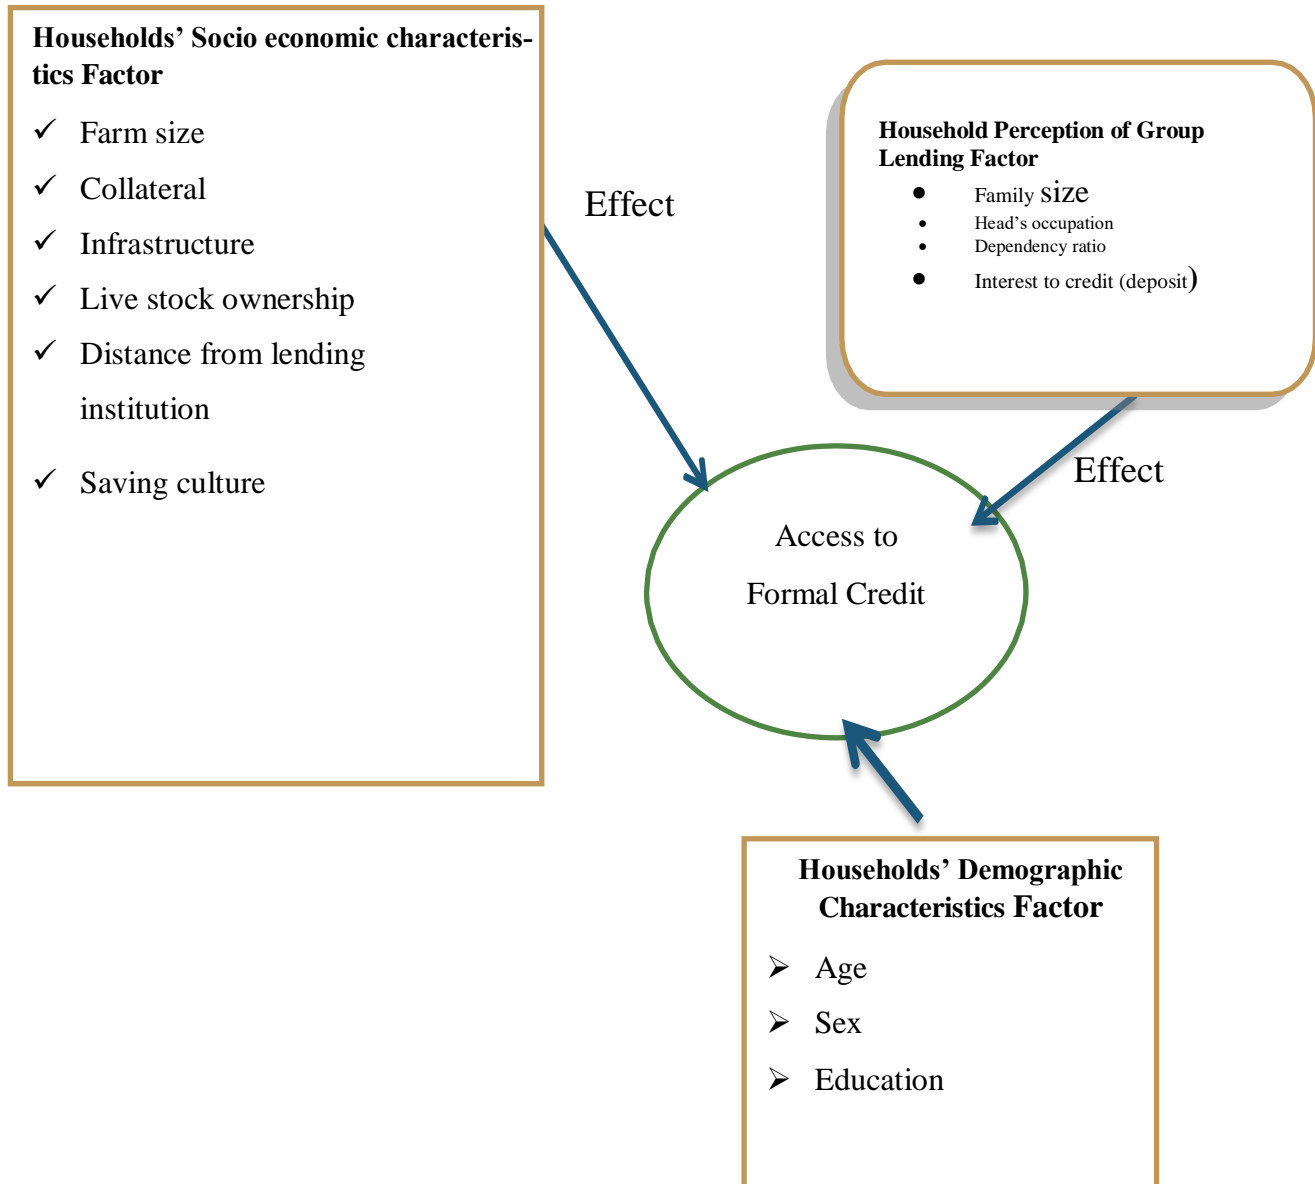 Households’ Socio economic characteris-
tics Factor
✓ Farm size
✓ Collateral
✓ Infrastructure
✓ Live stock ownership
✓ Distance from lending
institution
✓ Saving culture
Effect
Household Perception of Group
Lending Factor
• Family size
• Head’s occupation
• Dependency ratio
• Interest to credit (deposit)
Effect
Access to
Formal Credit
Households’ Demographic
Characteristics Factor
➢ Age
➢ Sex
➢ Education